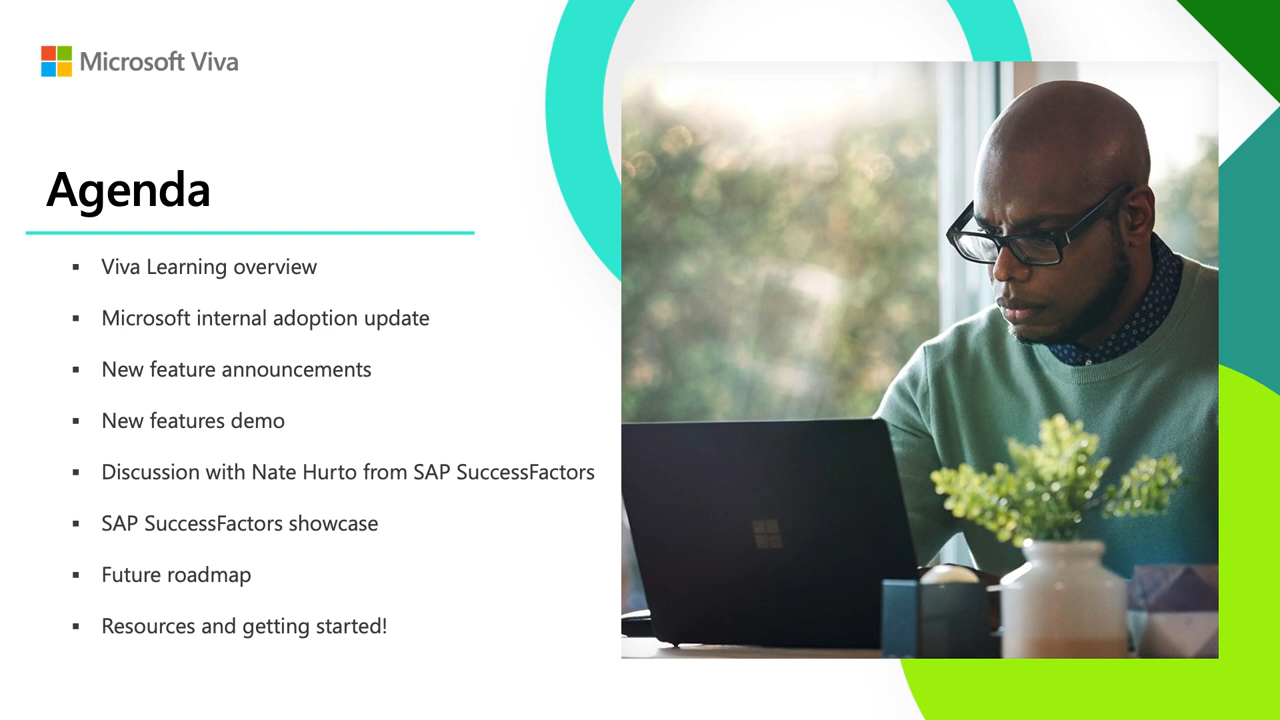 Microsoft Viva
Agenda
▪ Viva Learning overview
▪ Microsoft internal adoption update
▪ New feature announcements
▪ New features demo
▪ Discussion with Nate Hurto from SAP SuccessFactors
▪ SAP SuccessFactors showcase
▪ Future roadmap
▪ Resources and getting started!